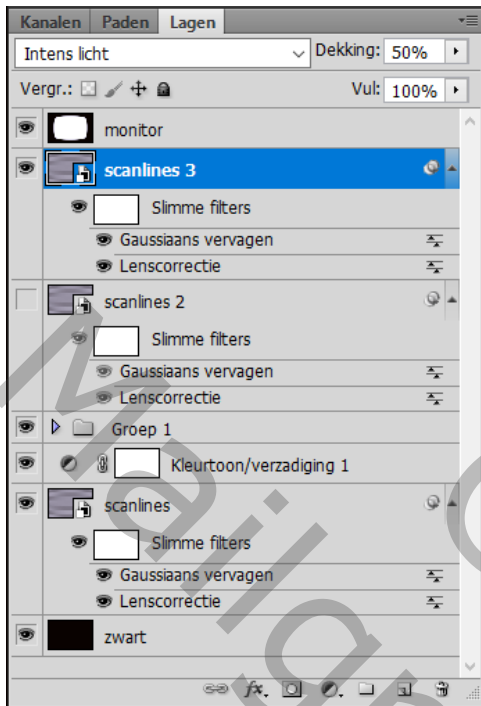 Kanalen Paden Lagen
Intens licht Dekking: 50%
Vergr.: Vul: 100%
monitor
scanlines 3
Slimme filters
Gaussiaans vervagen
Lenscorrectie
scanlines 2
Slimme filters
Gaussiaans vervagen
Lenscorrectie
Groep 1
Kleurtoon/verzadiging 1
scanlines
Slimme filters
Gaussiaans vervagen
Lenscorrectie
zwart
fx.